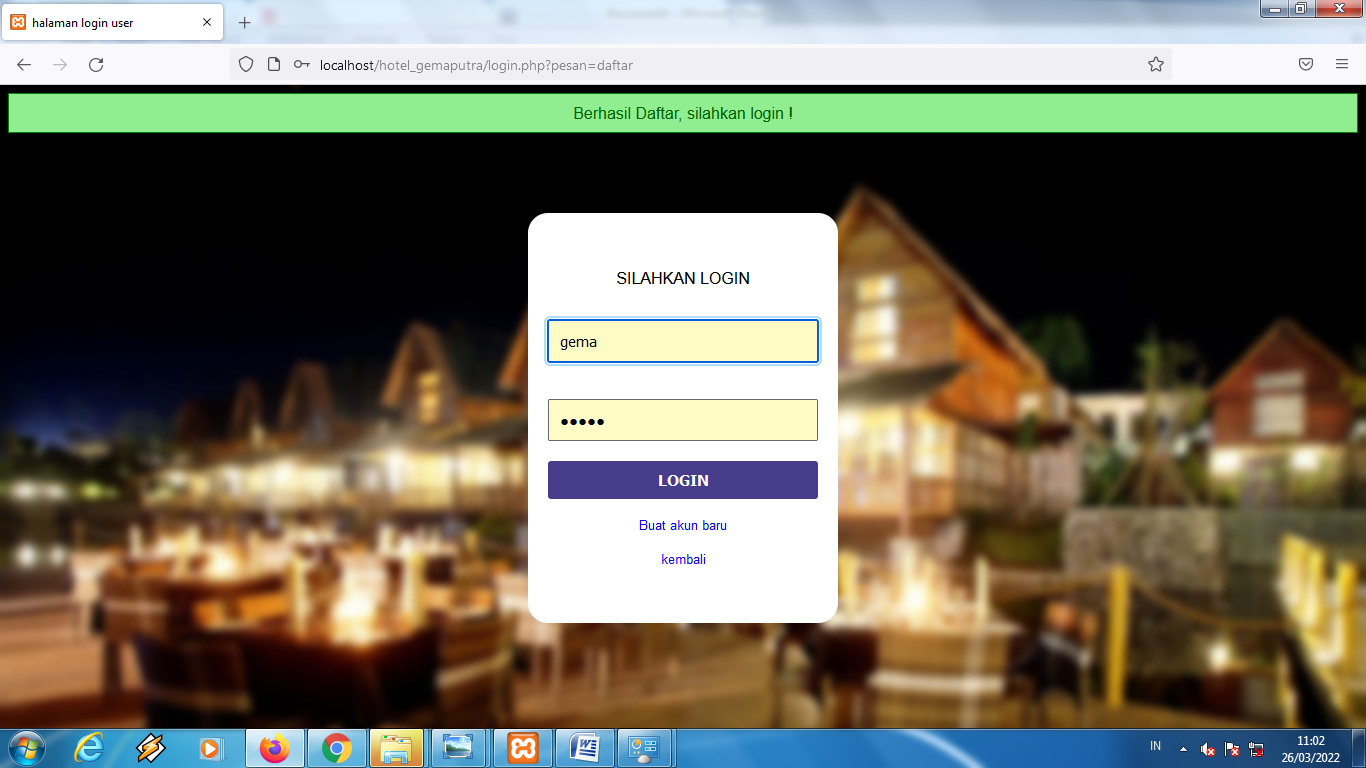 halaman login user
localhost/hotel_gemaputra/login.php?pesan=daftar
Berhasil Daftar, silahkan login !
SILAHKAN LOGIN
gema
●●●●●
LOGIN
Buat akun baru
kembali
IN
11:02
26/03/2022